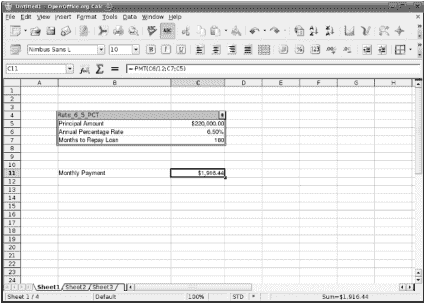 Untitled1 - OpenOffice.org Calc
File Edit View Insert Format Tools Data Window Help
Nimbus Sans L 10 B I U
C11 =-PMT(C6/12;C7;C5)
A B C D E F G H
1
2
3
4 Rate_6_5_PCT
5 Principal Amount $220,000.00
6 Annual Percentage Rate 6.50%
7 Months to Repay Loan 180
8
9
10
11 Monthly Payment $1,916.44
12
13
14
15
16
17
18
19
20
21
22
23
24
Sheet1 Sheet2 Sheet3
Sheet 1 / 4 Default 100% STD * Sum=$1,916.44